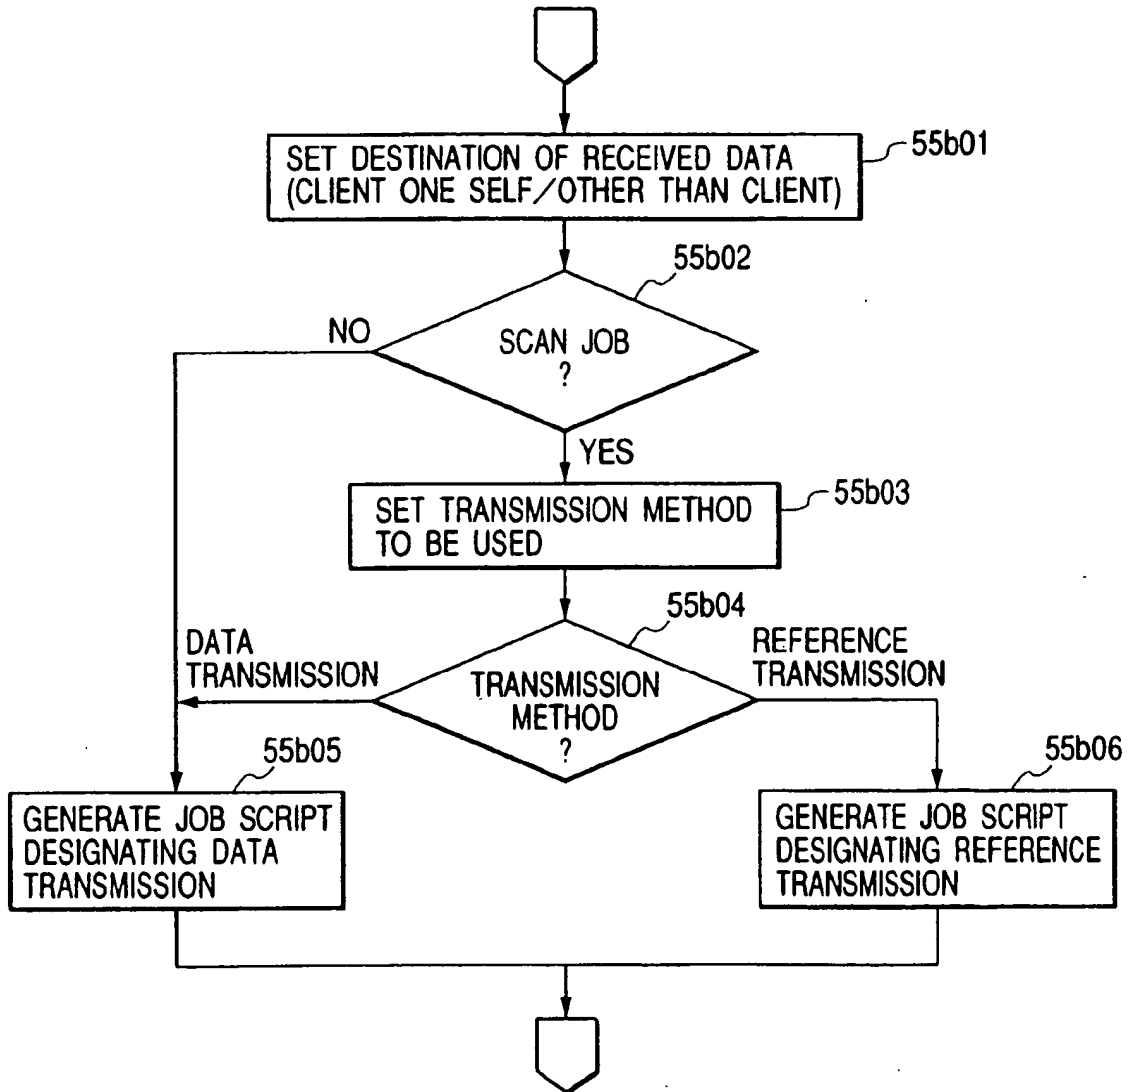 55b01
SET DESTINATION OF RECEIVED DATA
(CLIENT ONE SELF/OTHER THAN CLIENT)
55b02
NO
SCAN JOB
?
YES
55b03
SET TRANSMISSION METHOD
TO BE USED
55b04
DATA
TRANSMISSION
REFERENCE
TRANSMISSION
TRANSMISSION
METHOD
?
55b05
GENERATE JOB SCRIPT
DESIGNATING DATA
TRANSMISSION
55b06
GENERATE JOB SCRIPT
DESIGNATING REFERENCE
TRANSMISSION